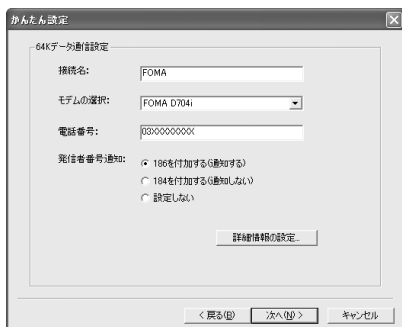 かんたん設定
64Kデータ通信設定
接続名: FOMA
モデムの選択: FOMA D704i
電話番号: 03XXXXXXXX
発信者番号通知: 186を付加する(通知する)
184を付加する(通知しない)
設定しない
詳細情報の設定...
< 戻る(B) 次へ(N) > キャンセル